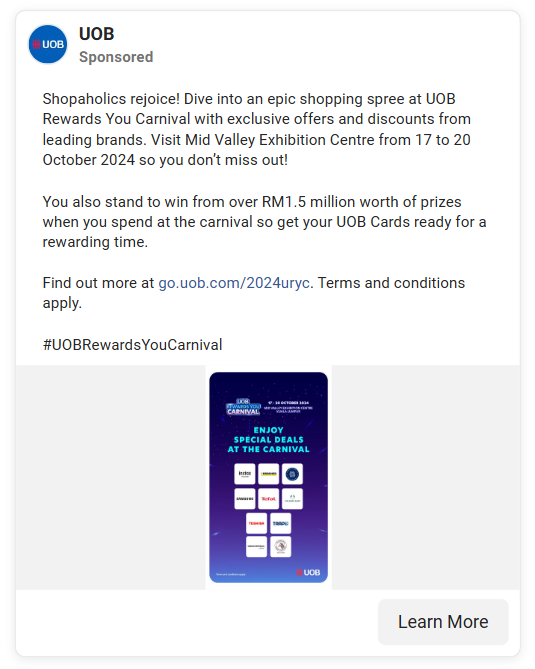 UOB
UOB
Sponsored
Shopaholics rejoice! Dive into an epic shopping spree at UOB
Rewards You Carnival with exclusive offers and discounts from
leading brands. Visit Mid Valley Exhibition Centre from 17 to 20
October 2024 so you don’t miss out!
You also stand to win from over RM1.5 million worth of prizes
when you spend at the carnival so get your UOB Cards ready for a
rewarding time.
Find out more at go.uob.com/2024uryc. Terms and conditions
apply.
#UOBRewardsYouCarnival
UOB
REWARDS YOU
CARNIVAL
17 - 20 OCTOBER 2024
MID VALLEY EXHIBITION CENTRE
ENJOY
SPECIAL DEALS
AT THE CARNIVAL
TOSHIBA
UOB
Learn More